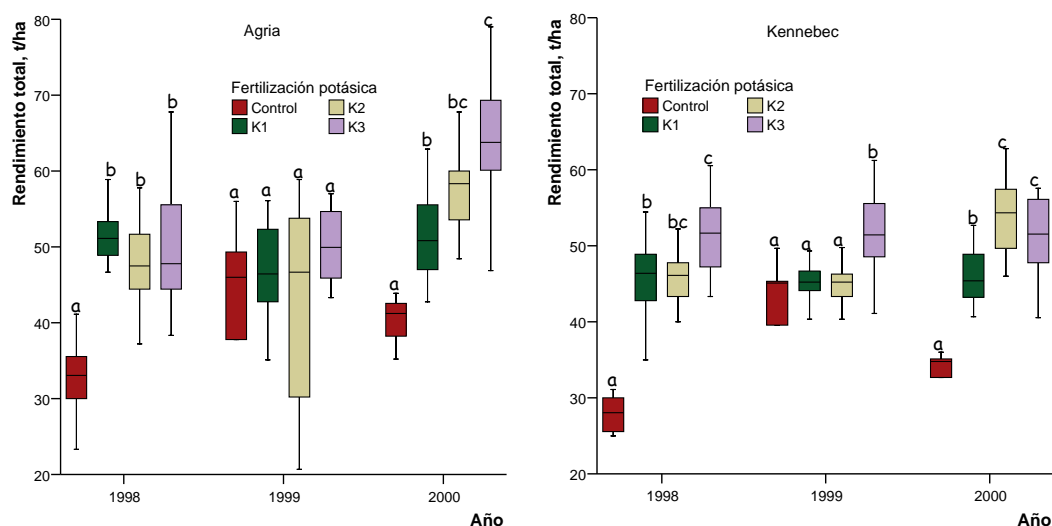 Rendimiento total, t/ha
Agria
Fertilización potásica
Control K2
K1 K3
80
70
60
50
40
30
20
a b b b
a a a a
a b bc c
1998 1999 2000
Año
Rendimiento total, t/ha
Kennebec
Fertilización potásica
Control K2
K1 K3
80
70
60
50
40
30
20
a b bc c
a a a b
a b c c
1998 1999 2000
Año